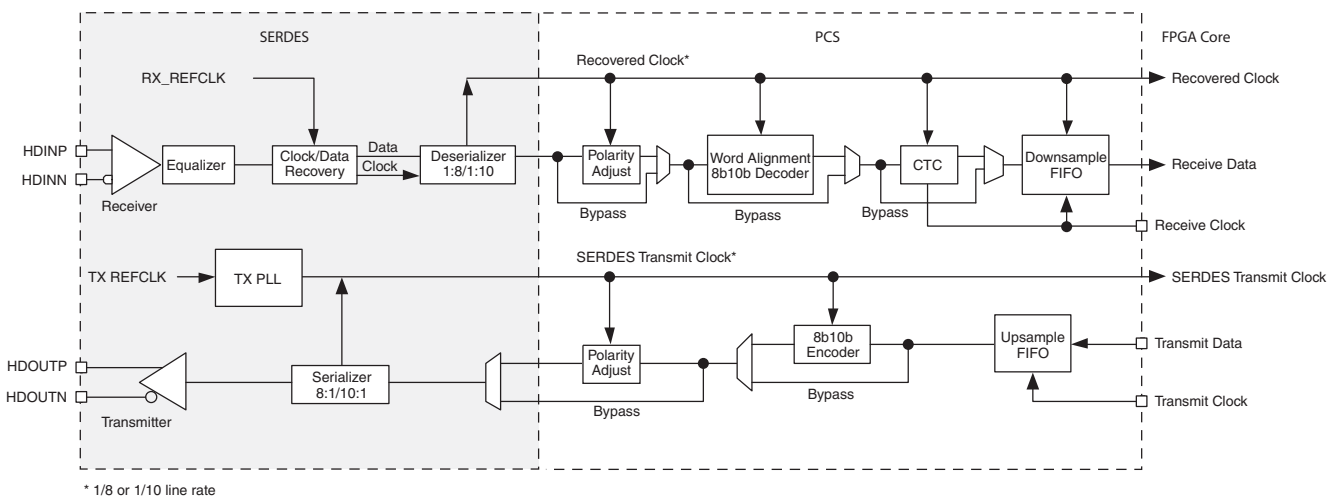 SERDES
PCS
FPGA Core
Recovered Clock*
RX_REFCLK
Recovered Clock
HDINP
HDINN
Receiver
Equalizer
Clock/Data
Recovery
Data
Clock
Deserializer
1:8/1:10
Polarity
Adjust
Bypass
Word Alignment
8b10b Decoder
Bypass
CTC
Bypass
Downsample
FIFO
Receive Data
Receive Clock
SERDES Transmit Clock*
TX REFCLK
TX PLL
SERDES Transmit Clock
HDOUTP
HDOUTN
Transmitter
Serializer
8:1/10:1
Polarity
Adjust
Bypass
8b10b
Encoder
Bypass
Upsample
FIFO
Transmit Data
Transmit Clock
* 1/8 or 1/10 line rate